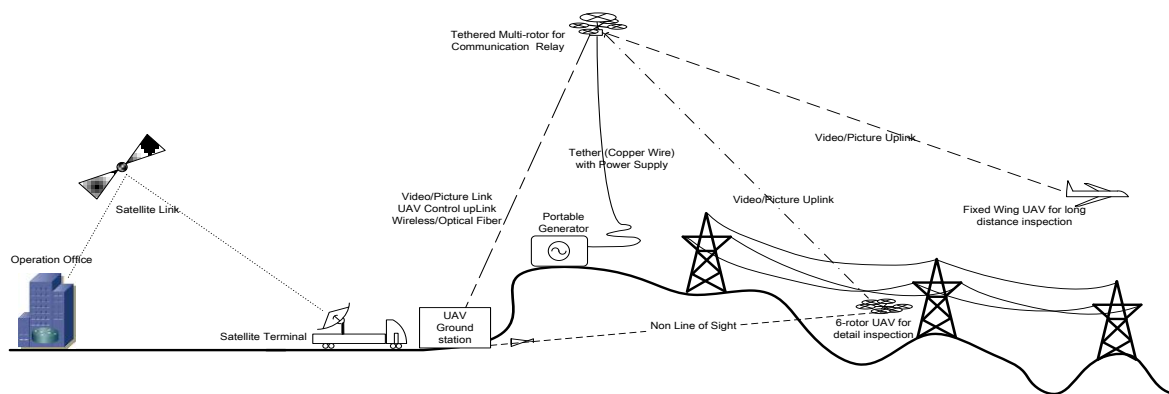 Tethered Multi-rotor for
Communication Relay
Video/Picture Uplink
Tether (Copper Wire)
with Power Supply
Video/Picture Link
UAV Control upLink
Wireless/Optical Fiber
Satellite Link
Video/Picture Uplink
Fixed Wing UAV for long
distance inspection
Portable
Generator
Operation Office
UAV
Ground
station
Satellite Terminal
Non Line of Sight
6-rotor UAV for
detail inspection